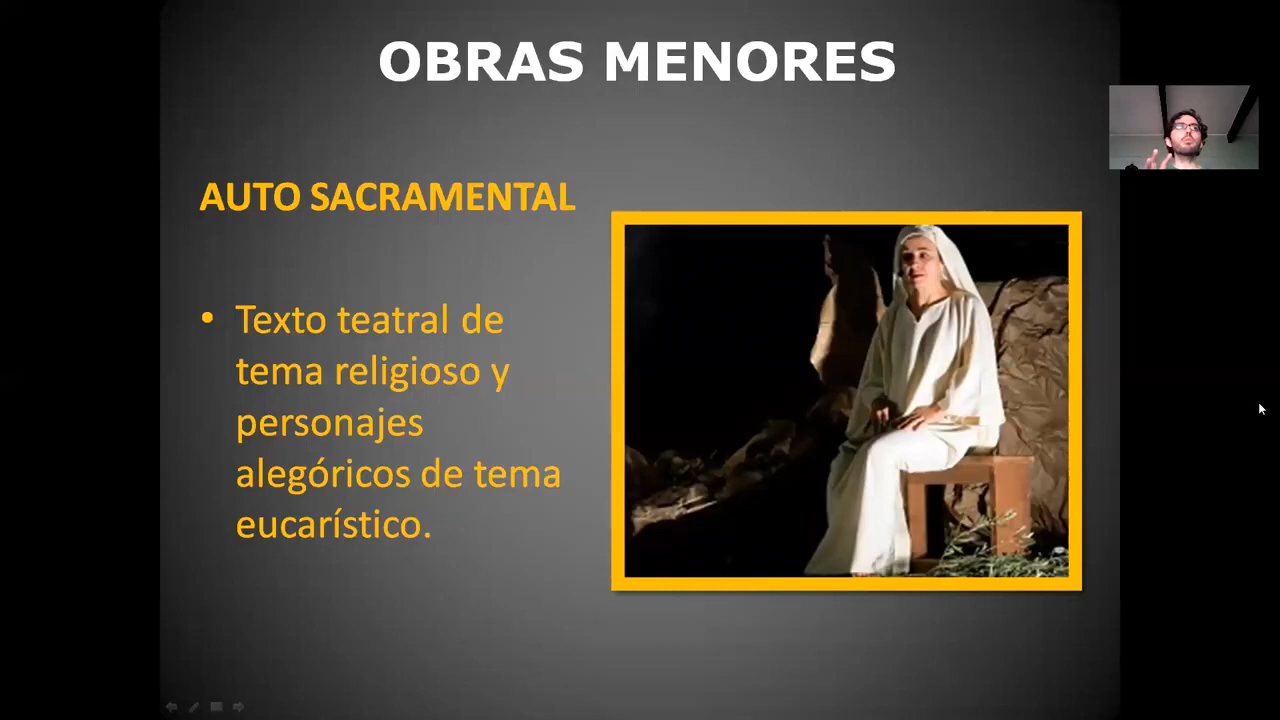 OBRAS MENORES
AUTO SACRAMENTAL
• Texto teatral de
tema religioso y
personajes
alegóricos de tema
eucarístico.